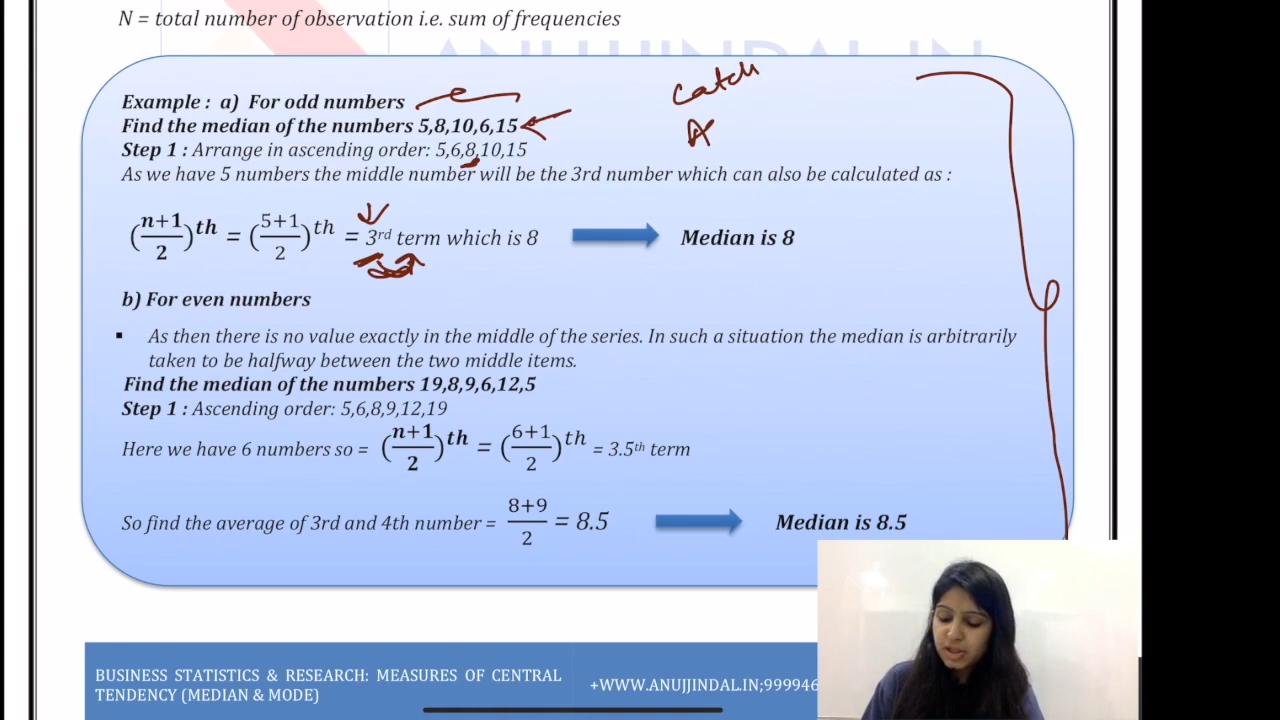 N = total number of observation i.e. sum of frequencies
ANUJJINDAL.IN
Catch
Example : a) For odd numbers
Find the median of the numbers 5,8,10,6,15
Step 1 : Arrange in ascending order: 5,6,8,10,15
As we have 5 numbers the middle number will be the 3rd number which can also be calculated as :
(n+1/2)th = (5+1/2)th = 3rd term which is 8 Median is 8
b) For even numbers
▪ As then there is no value exactly in the middle of the series. In such a situation the median is arbitrarily
taken to be halfway between the two middle items.
Find the median of the numbers 19,8,9,6,12,5
Step 1 : Ascending order: 5,6,8,9,12,19
Here we have 6 numbers so = (n+1/2)th = (6+1/2)th = 3.5th term
So find the average of 3rd and 4th number = 8+9/2 = 8.5 Median is 8.5
BUSINESS STATISTICS & RESEARCH: MEASURES OF CENTRAL
TENDENCY (MEDIAN & MODE)
+WWW.ANUJJINDAL.IN;999946